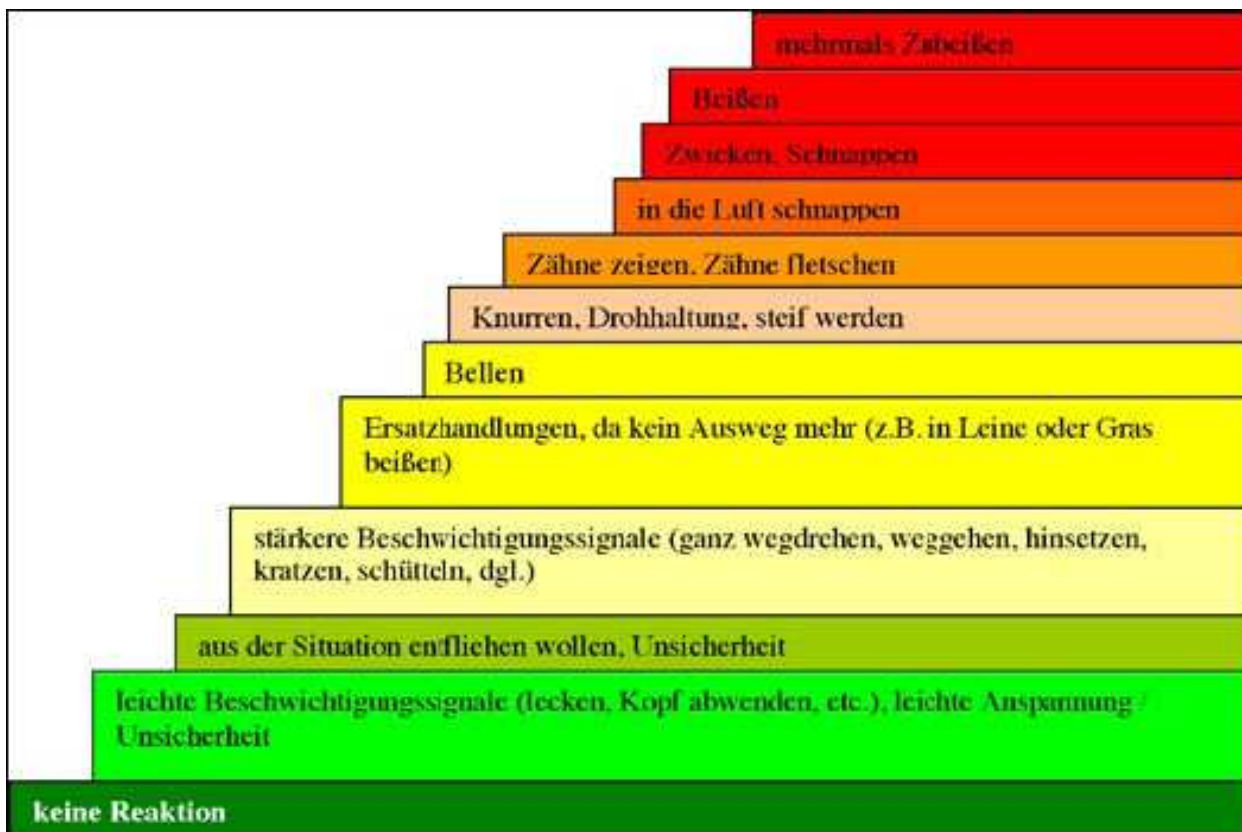 mehrmals Zubeißen
Beißen
Zwicken, Schnappen
in die Luft schnappen
Zähne zeigen, Zähne fletschen
Knurren, Drohhaltung, steif werden
Bellen
Ersatzhandlungen, da kein Ausweg mehr (z.B. in Leine oder Gras
beißen)
stärkere Beschwichtigungssignale (ganz wegdrehen, weggehen, hinsetzen,
kratzen, schütteln, dgl.)
aus der Situation entfliehen wollen, Unsicherheit
leichte Beschwichtigungssignale (lecken, Kopf abwenden, etc.), leichte Anspannung /
Unsicherheit
keine Reaktion